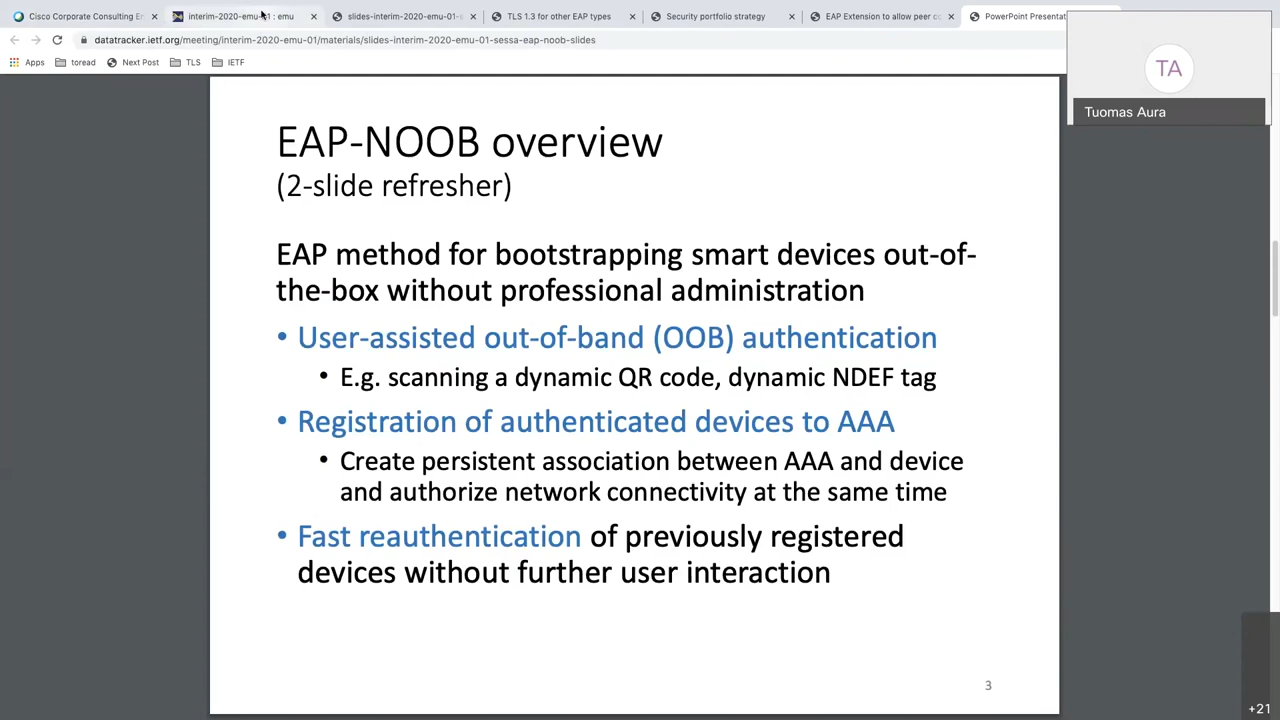 Cisco Corporate Consulting En
interim-2020-emu-01 : emu
slides-interim-2020-emu-01-s
TLS 1.3 for other EAP types
Security portfolio strategy
EAP Extension to allow peer co
PowerPoint Presentat
datatracker.ietf.org/meeting/interim-2020-emu-01/materials/slides-interim-2020-emu-01-sessa-eap-noob-slides
Apps toread Next Post TLS IETF
TA
Tuomas Aura
EAP-NOOB overview
(2-slide refresher)
EAP method for bootstrapping smart devices out-of-
the-box without professional administration
• User-assisted out-of-band (OOB) authentication
• E.g. scanning a dynamic QR code, dynamic NDEF tag
• Registration of authenticated devices to AAA
• Create persistent association between AAA and device
and authorize network connectivity at the same time
• Fast reauthentication of previously registered
devices without further user interaction
3
+21